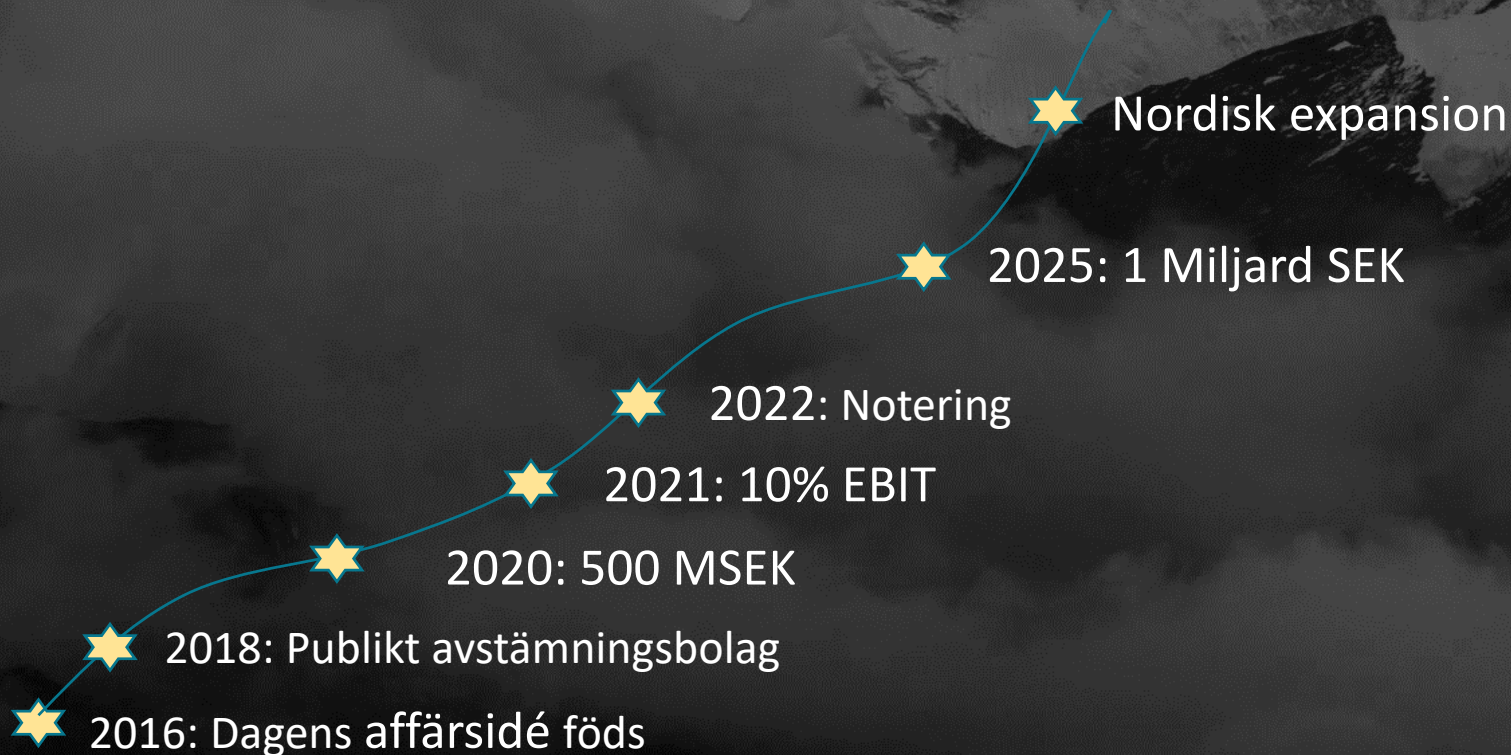 Nordisk expansion
2025: 1 Miljard SEK
2022: Notering
2021: 10% EBIT
2020: 500 MSEK
2018: Publikt avstämningsbolag
2016: Dagens affärsidé föds